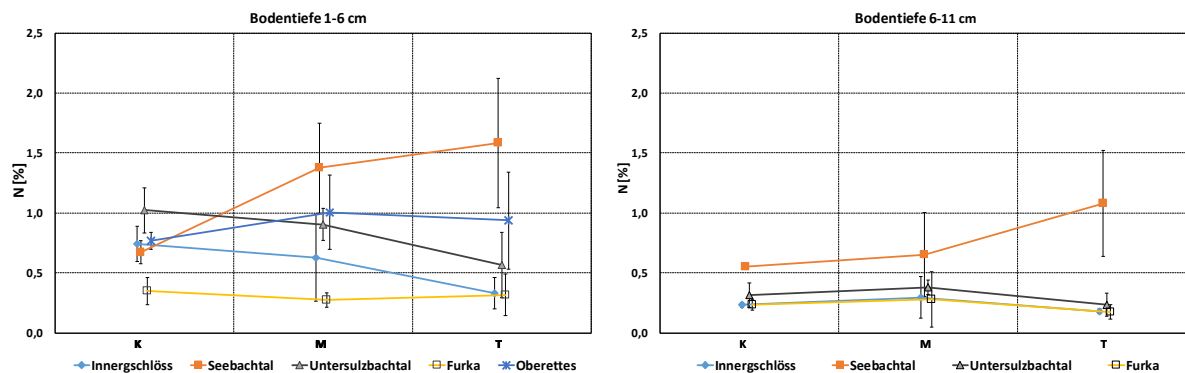 Bodentiefe 1-6 cm
2,5
2,0
1,5
1,0
0,5
0,0
N [%]
K M T
Innergschlöss Seebachtal Untersulzbachtal Furka Oberettes
Bodentiefe 6-11 cm
2,5
2,0
1,5
1,0
0,5
0,0
N [%]
K M T
Innergschlöss Seebachtal Untersulzbachtal Furka